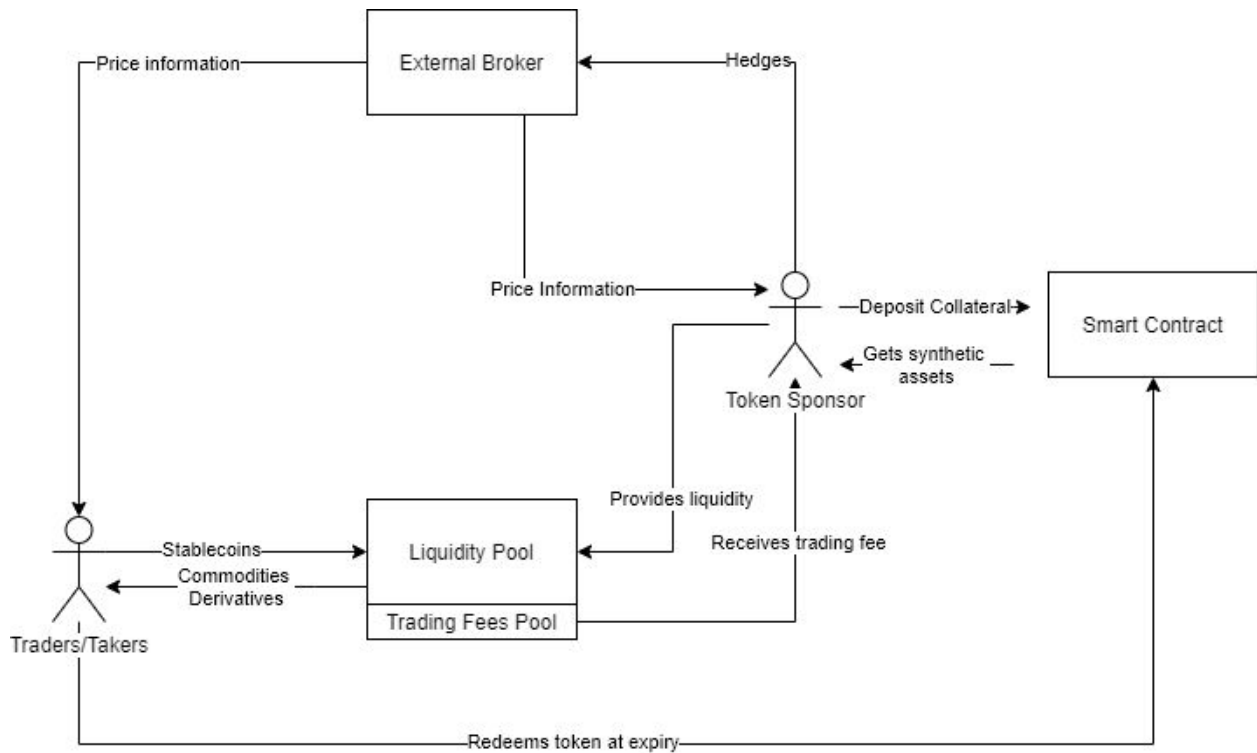 External Broker
Price information
Hedges
Price Information
Deposit Collateral
Smart Contract
Gets synthetic
assets
Token Sponsor
Provides liquidity
Receives trading fee
Stablecoins
Liquidity Pool
Commodities
Derivatives
Trading Fees Pool
Traders/Takers
Redeems token at expiry